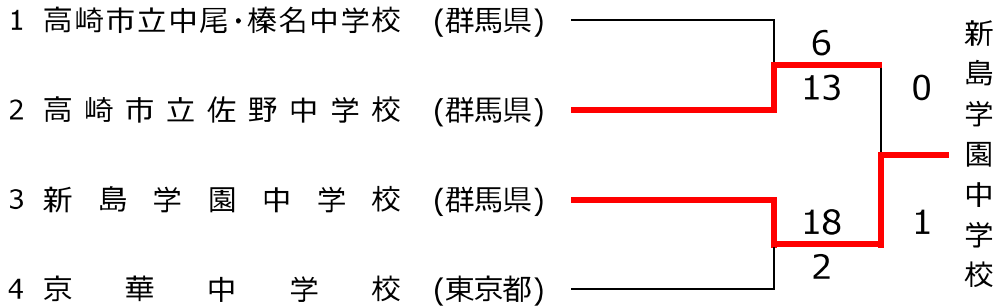 1 高崎市立中尾・榛名中学校 (群馬県)
6
13
2 高崎市立佐野中学校 (群馬県)
0
新島学園中学校
3 新島学園中学校 (群馬県)
18
2
1
4 京華中学校 (東京都)